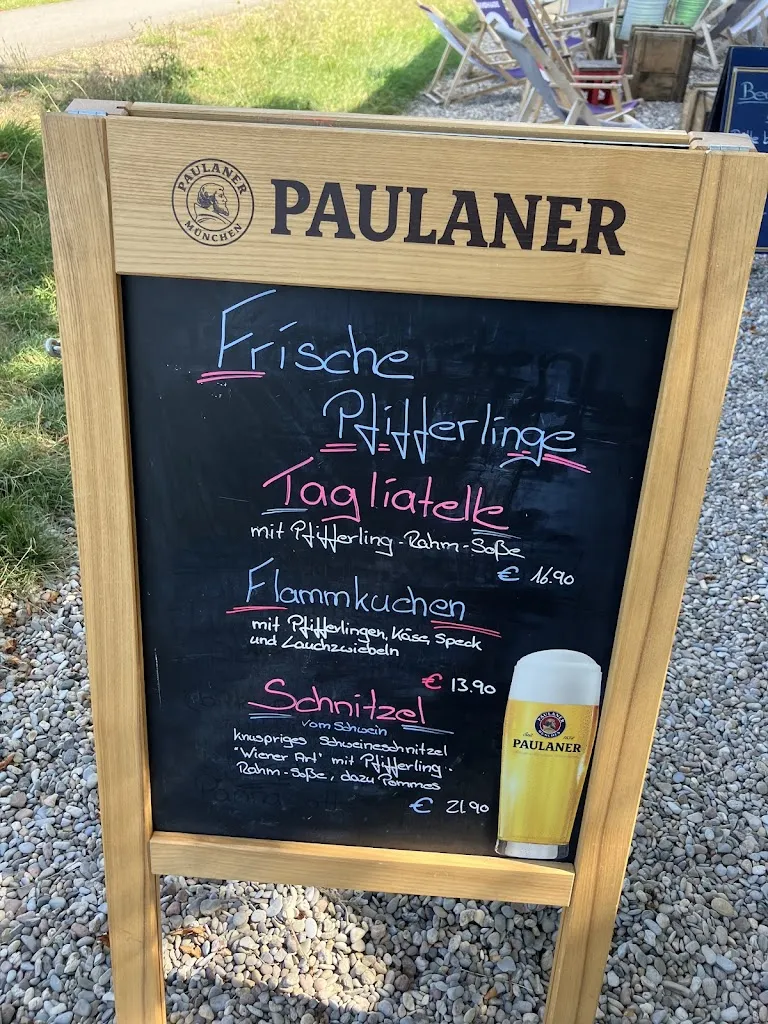 PAULANER
MÜNCHEN
PAULANER
Frische
Pfifferlinge
Tagliatelle
mit Pfifferling-Rahm-Soße
€ 16.90
Flammkuchen
mit Pfifferlingen, Käse, Speck
und Lauchzwiebeln
€ 13.90
Schnitzel
vom Schwein
knuspriges Schweineschnitzel
"Wiener Art" mit Pfifferling-
Rahm-Soße, dazu Pommes
€ 21.90
PAULANER